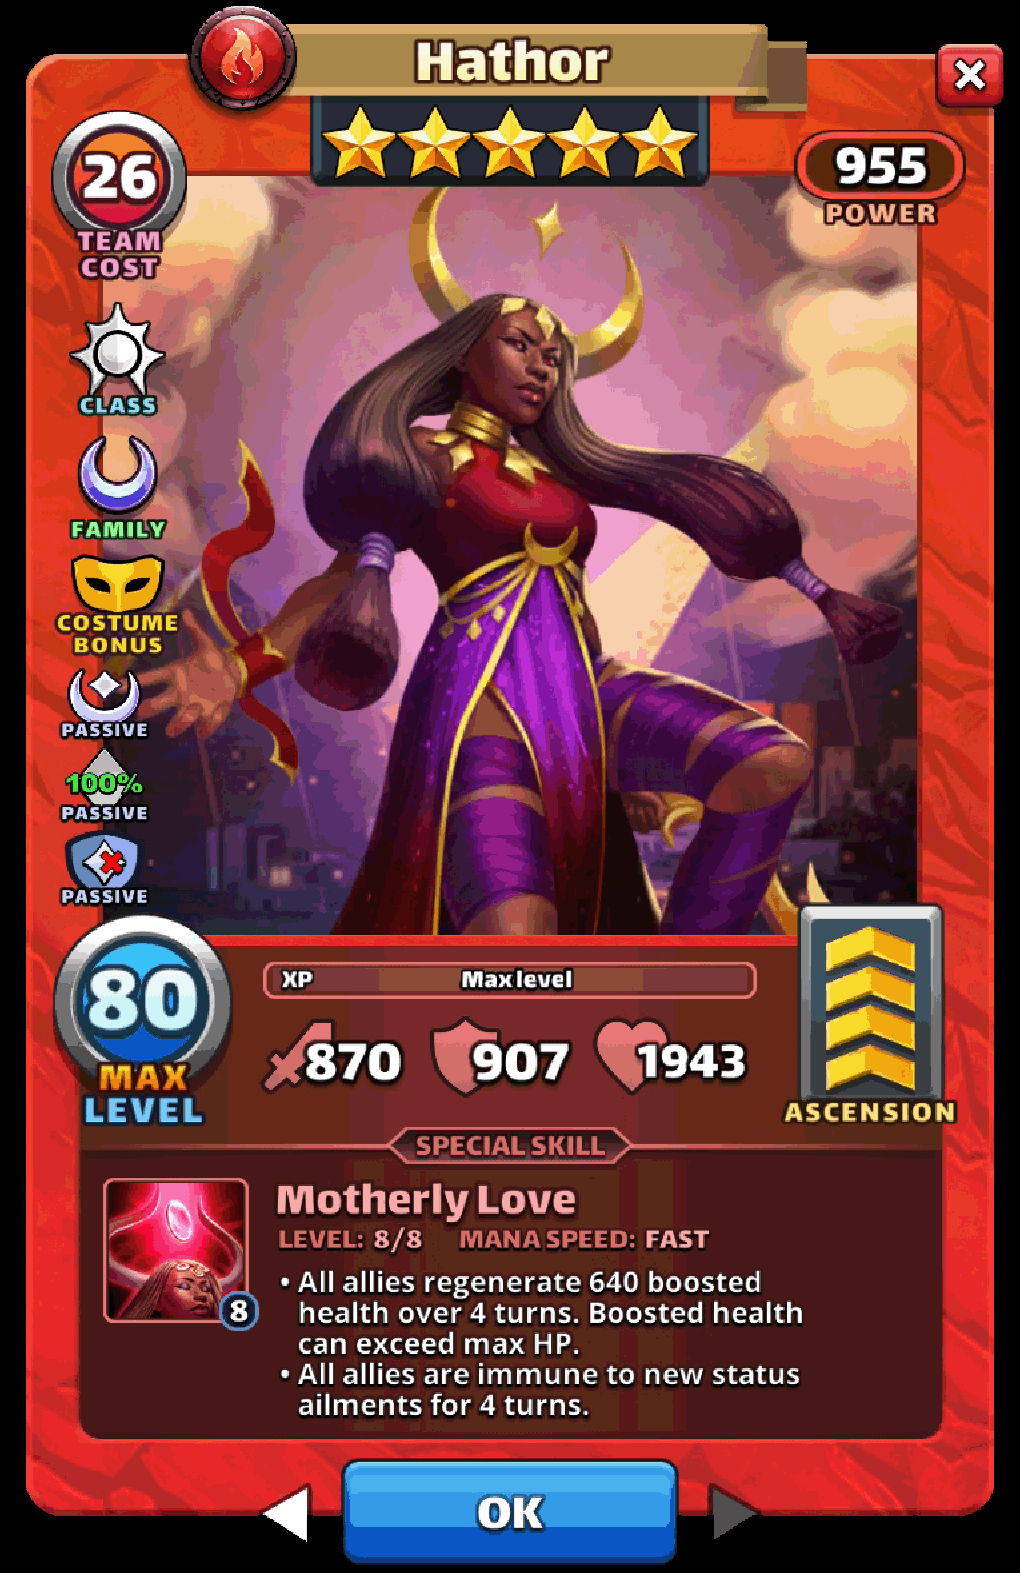 Hathor
26
TEAM
COST
955
POWER
CLASS
FAMILY
COSTUME
BONUS
PASSIVE
100%
PASSIVE
PASSIVE
80
MAX
LEVEL
XP Max level
870 907 1943
ASCENSION
SPECIAL SKILL
Motherly Love
LEVEL: 8/8 MANA SPEED: FAST
8
• All allies regenerate 640 boosted
health over 4 turns. Boosted health
can exceed max HP.
• All allies are immune to new status
ailments for 4 turns.
OK